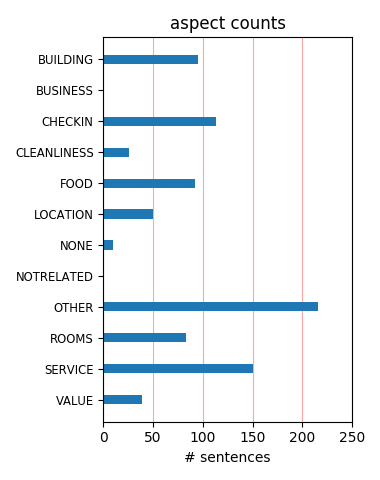 aspect counts
BUILDING
BUSINESS
CHECKIN
CLEANLINESS
FOOD
LOCATION
NONE
NOTRELATED
OTHER
ROOMS
SERVICE
VALUE
0 50 100 150 200 250
# sentences